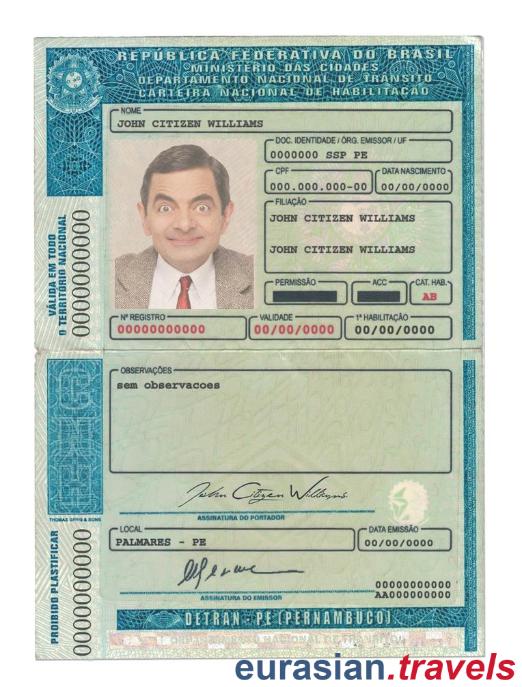 REPÚBLICA FEDERATIVA DO BRASIL
MINISTÉRIO DAS CIDADES
DEPARTAMENTO NACIONAL DE TRÂNSITO
CARTEIRA NACIONAL DE HABILITAÇÃO
NOME
JOHN CITIZEN WILLIAMS
DOC. IDENTIDADE / ÓRG. EMISSOR / UF
0000000 SSP PE
CPF
000.000.000-00
DATA NASCIMENTO
00/00/0000
FILIAÇÃO
JOHN CITIZEN WILLIAMS
JOHN CITIZEN WILLIAMS
PERMISSÃO
ACC
CAT. HAB.
AB
Nº REGISTRO
00000000000
VALIDADE
00/00/0000
1ª HABILITAÇÃO
00/00/0000
VÁLIDA EM TODO
O TERRITÓRIO NACIONAL
0000000000
OBSERVAÇÕES
sem observacoes
John Citizen Williams
ASSINATURA DO PORTADOR
THOMAS GREG & SONS
LOCAL
PALMARES - PE
DATA EMISSÃO
00/00/0000
ASSINATURA DO EMISSOR
00000000000
AA000000000
PROIBIDO PLASTIFICAR
0000000000
DETRAN - PE (PERNAMBUCO)
eurasian.travels